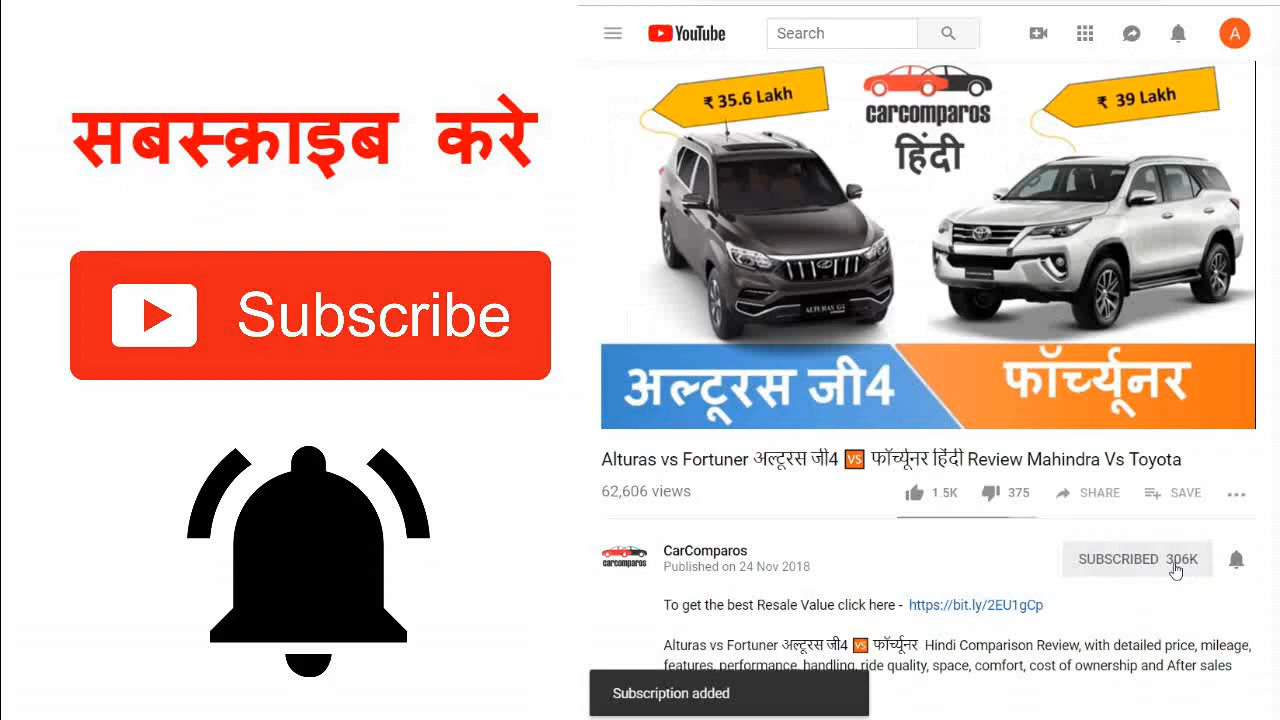 सबस्क्राइब करे
Subscribe
YouTube
Search
A
₹ 35.6 Lakh
carcomparos
हिंदी
₹ 39 Lakh
ALTURAS G4
अल्टूरस जी4
फॉर्च्यूनर
Alturas vs Fortuner अल्टूरस जी4 🆚 फॉर्च्यूनर हिंदी Review Mahindra Vs Toyota
62,606 views
1.5K
375
SHARE
SAVE
carcomparos
CarComparos
Published on 24 Nov 2018
SUBSCRIBED 306K
To get the best Resale Value click here - https://bit.ly/2EU1gCp
Alturas vs Fortuner अल्टूरस जी4 🆚 फॉर्च्यूनर Hindi Comparison Review, with detailed price, mileage,
features, performance, handling, ride quality, space, comfort, cost of ownership and After sales
Subscription added